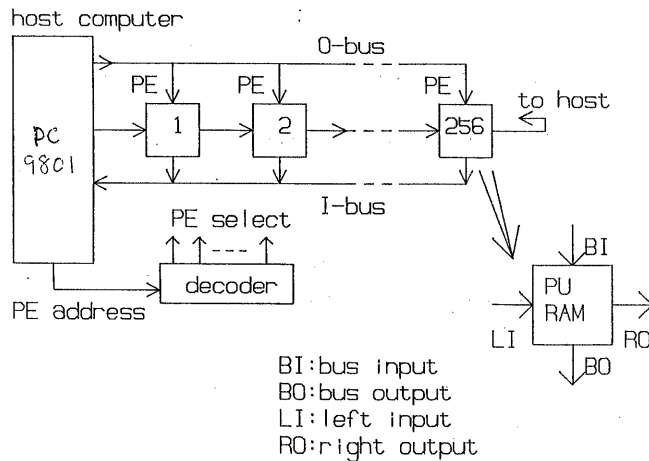 host computer
O-bus
PE
PE
PE
to host
PC
9801
1
2
256
I-bus
PE select
decoder
PE address
BI
PU
RAM
LI
RO
BO
BI:bus input
BO:bus output
LI:left input
RO:right output